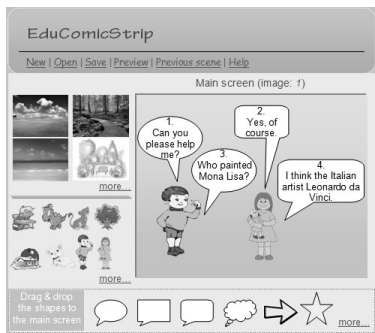 EduComicStrip
New | Open | Save | Preview | Previous scene | Help
Main screen (image: 1)
1.
Can you
please help
me?
2.
Yes, of
course.
3.
Who painted
Mona Lisa?
4.
I think the Italian
artist Leonardo da
Vinci.
more...
more...
Drag & drop
the shapes to
the main screen
more...